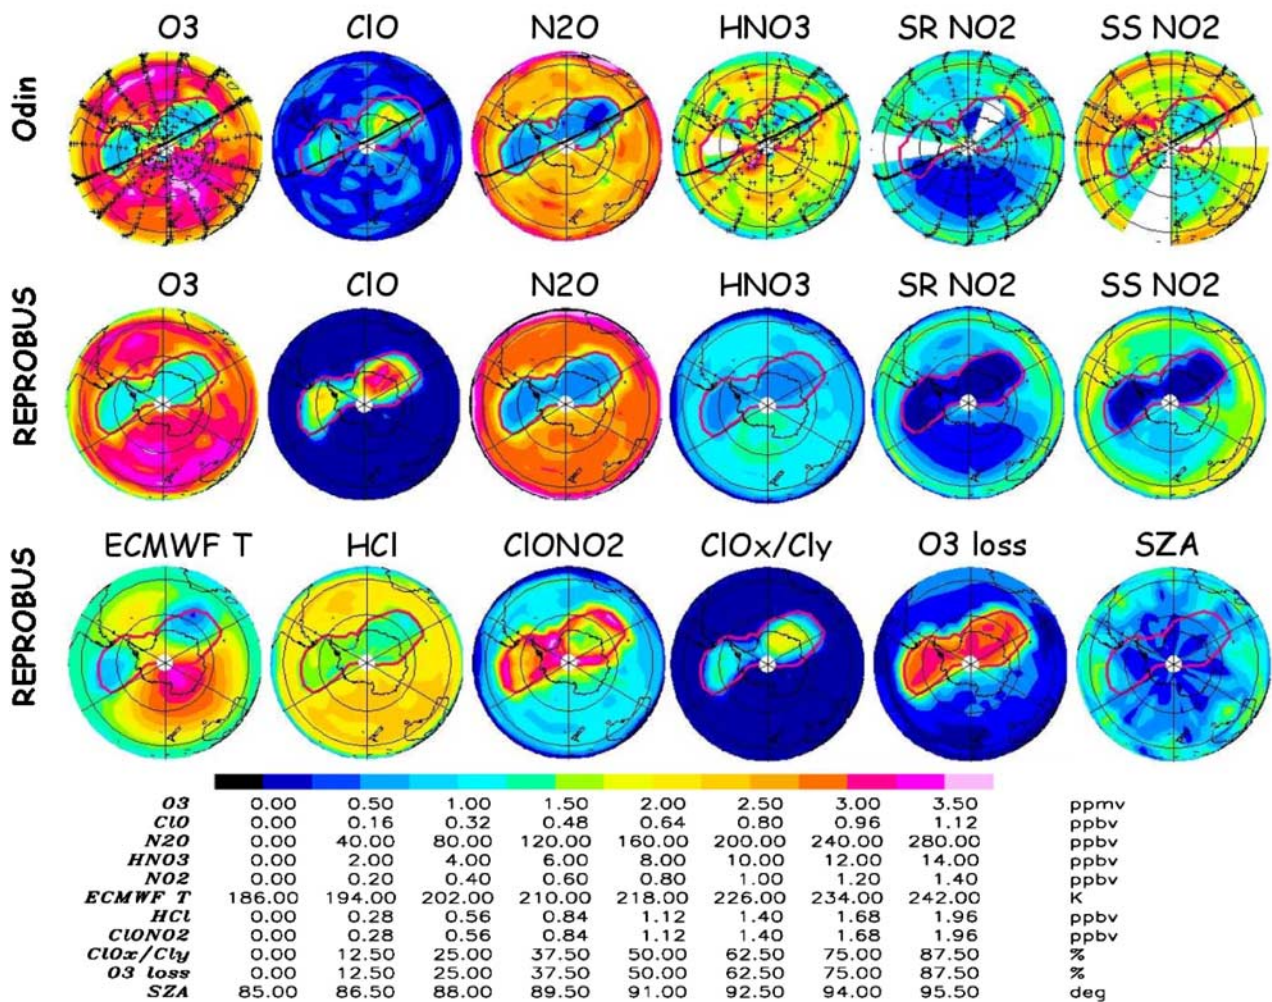 O3 ClO N2O HNO3 SR NO2 SS NO2
Odin
O3 ClO N2O HNO3 SR NO2 SS NO2
REPROBUS
ECMWF T HCl ClONO2 ClOx/Cly O3 loss SZA
REPROBUS
O3 0.00 0.50 1.00 1.50 2.00 2.50 3.00 3.50 ppmv
ClO 0.00 0.16 0.32 0.48 0.64 0.80 0.96 1.12 ppbv
N2O 0.00 40.00 80.00 120.00 160.00 200.00 240.00 280.00 ppbv
HNO3 0.00 2.00 4.00 6.00 8.00 10.00 12.00 14.00 ppbv
NO2 0.00 0.20 0.40 0.60 0.80 1.00 1.20 1.40 ppbv
ECMWF T 186.00 194.00 202.00 210.00 218.00 226.00 234.00 242.00 K
HCl 0.00 0.28 0.56 0.84 1.12 1.40 1.68 1.96 ppbv
ClONO2 0.00 0.28 0.56 0.84 1.12 1.40 1.68 1.96 ppbv
ClOx/Cly 0.00 12.50 25.00 37.50 50.00 62.50 75.00 87.50 %
O3 loss 0.00 12.50 25.00 37.50 50.00 62.50 75.00 87.50 %
SZA 85.00 86.50 88.00 89.50 91.00 92.50 94.00 95.50 deg